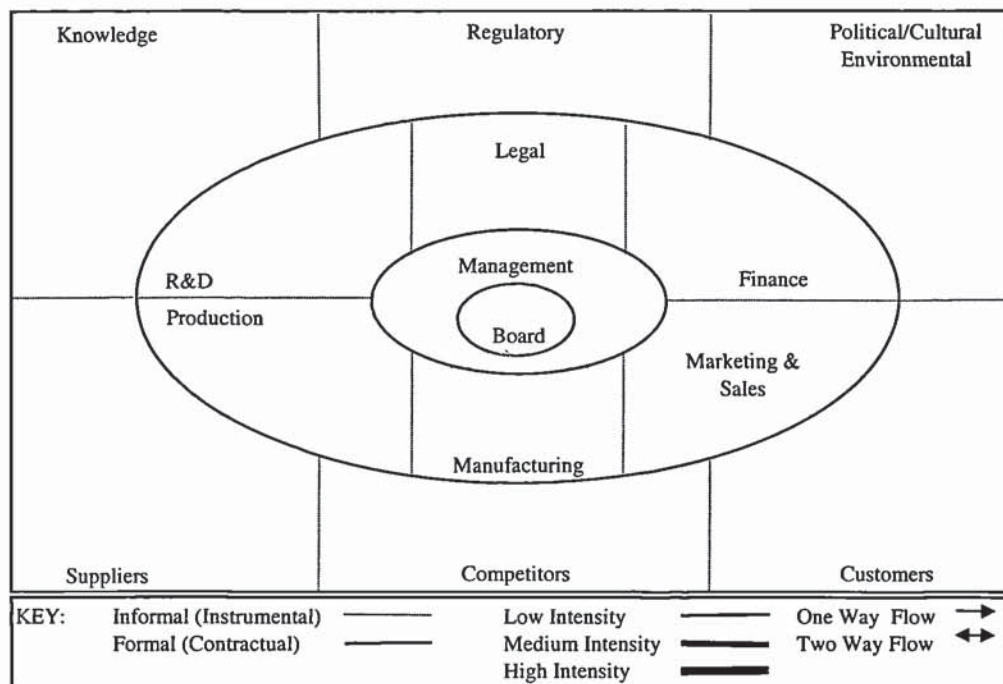 Knowledge
Regulatory
Political/Cultural
Environmental
Legal
Management
R&D
Finance
Production
Board
Marketing &
Sales
Manufacturing
Suppliers
Competitors
Customers
KEY:
Informal (Instrumental)
Low Intensity
One Way Flow
Formal (Contractual)
Medium Intensity
Two Way Flow
High Intensity